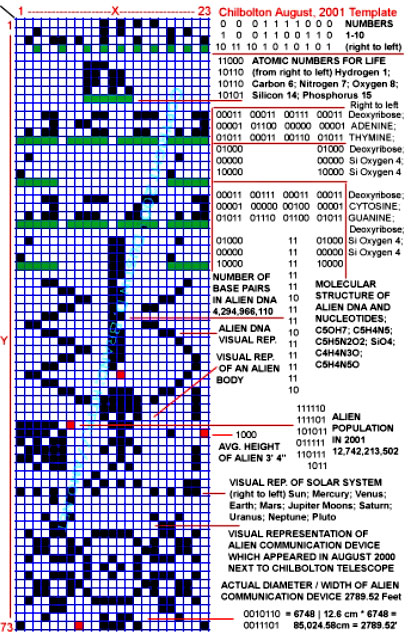 1 ----------X---------- 23
1
Y
73
Chilbolton August, 2001 Template
0 0 0 1 1 1 1 0 0 0 NUMBERS
1 0 0 1 1 0 0 1 1 0 1-10
10 11 10 1 0 1 0 1 0 1 (right to left)
11000 ATOMIC NUMBERS FOR LIFE
10110 (from right to left) Hydrogen 1;
10110 Carbon 6; Nitrogen 7; Oxygen 8;
10101 Silicon 14; Phosphorus 15
Right to left
00011 00011 00111 00011 Deoxyribose;
00001 01100 00000 00001 ADENINE;
01011 00011 00110 01011 THYMINE;
01000 01000 Deoxyribose;
00000 00000 Si Oxygen 4
10000 10000 Si Oxygen 4
00011 00111 00011 00011 Deoxyribose;
00001 00000 00100 00001 CYTOSINE;
01011 01110 01100 01011 GUANINE;
Deoxyribose;
01000 11 01000 Si Oxygen 4;
00000 11 00000 Si Oxygen 4
10000 11 10000
NUMBER OF
BASE PAIRS
IN ALIEN DNA
4,294,966,110
11
11
10
11
11
10
10
11
11
11
10
MOLECULAR
STRUCTURE OF
ALIEN DNA AND
NUCLEOTIDES;
C5OH7; C5H4N5;
C5H5N2O2; SiO4;
C4H4N3O;
C5H4N5O
ALIEN DNA
VISUAL REP.
VISUAL REP.
OF AN ALIEN
BODY
1000
AVG. HEIGHT
OF ALIEN 3' 4"
111110
111101
101011
011111
110111
1011
ALIEN
POPULATION
IN 2001
12,742,213,502
VISUAL REP. OF SOLAR SYSTEM
(right to left) Sun; Mercury; Venus;
Earth; Mars; Jupiter Moons; Saturn;
Uranus; Neptune; Pluto
VISUAL REPRESENTATION OF
ALIEN COMMUNICATION DEVICE
WHICH APPEARED IN AUGUST 2000
NEXT TO CHILBOLTON TELESCOPE
ACTUAL DIAMETER / WIDTH OF ALIEN
COMMUNICATION DEVICE 2789.52 Feet
0010110 = 6748 | 12.6 cm * 6748 =
0011101 85,024.58cm = 2789.52'